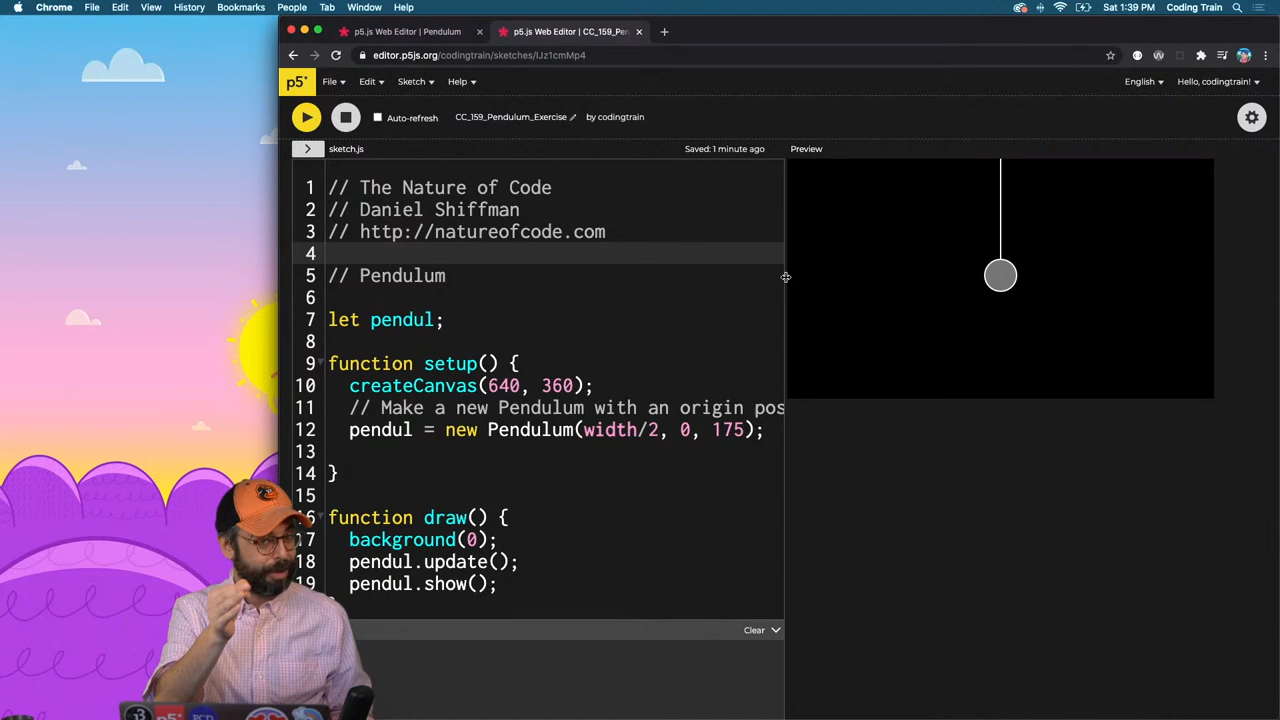 Chrome File Edit View History Bookmarks People Tab Window Help Sat 1:39 PM Coding Train
p5.js Web Editor | Pendulum p5.js Web Editor | CC_159_Pen
editor.p5js.org/codingtrain/sketches/
p5* File Edit Sketch Help English Hello, codingtrain!
Auto-refresh CC_159_Pendulum_Exercise by codingtrain
sketch.js Saved: 1 minute ago Preview
1 // The Nature of Code
2 // Daniel Shiffman
3 // http://natureofcode.com
4
5 // Pendulum
6
7 let pendul;
8
9 function setup() {
10 createCanvas(640, 360);
11 // Make a new Pendulum with an origin pos
12 pendul = new Pendulum(width/2, 0, 175);
13
14 }
15
16 function draw() {
17 background(0);
18 pendul.update();
19 pendul.show();
Clear
p5*